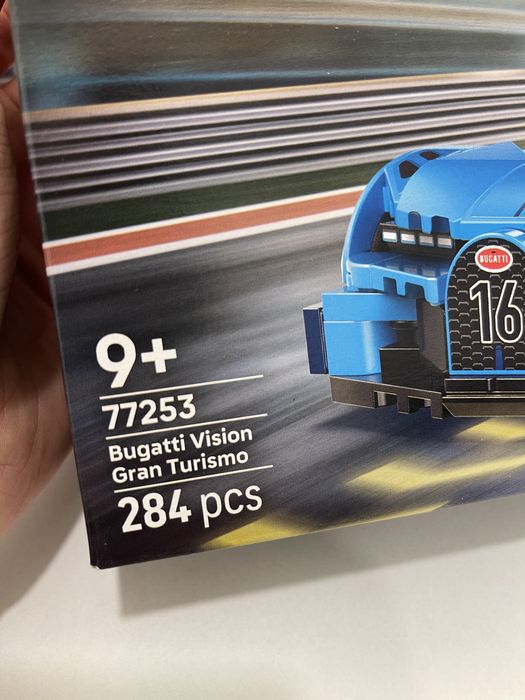 BUGATTI
16
9+
77253
Bugatti Vision
Gran Turismo
284 pcs